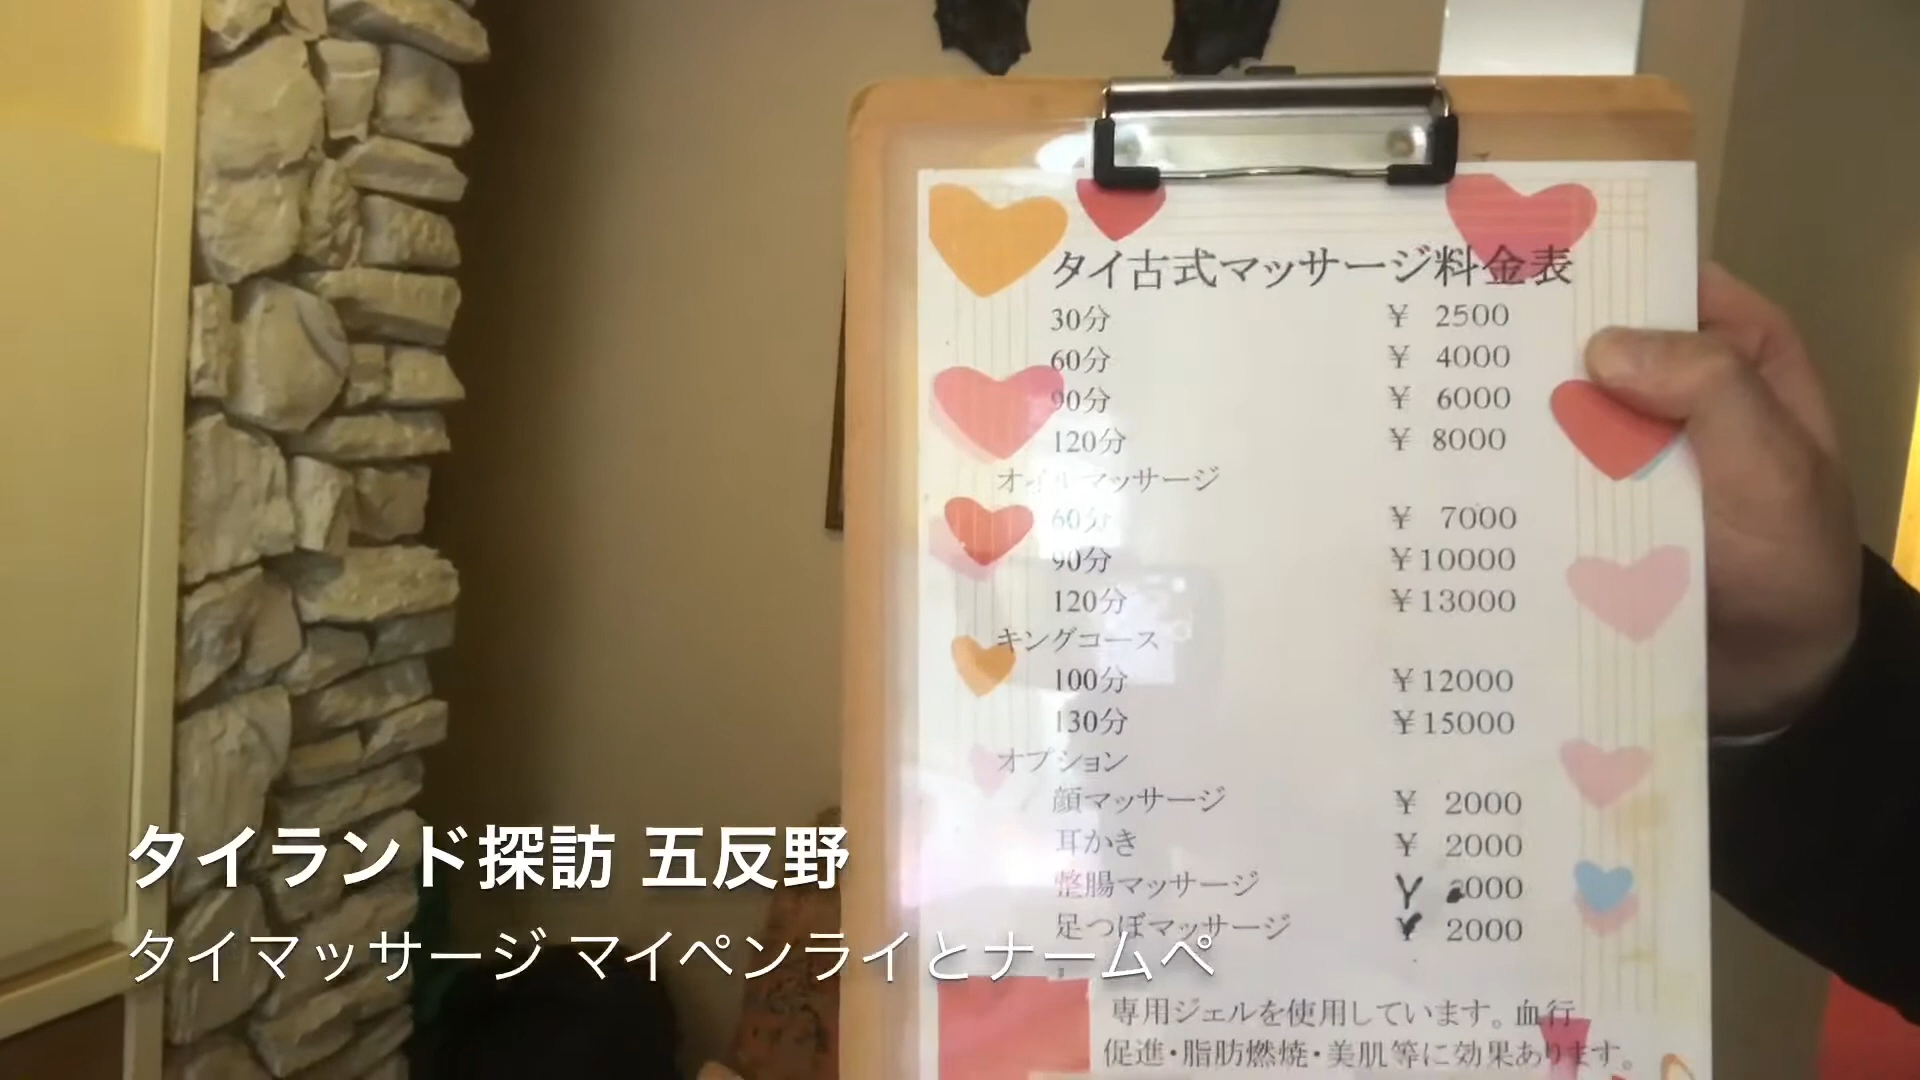 タイ古式マッサージ料金表
30分 ¥ 2500
60分 ¥ 4000
90分 ¥ 6000
120分 ¥ 8000
オイルマッサージ
60分 ¥ 7000
90分 ¥10000
120分 ¥13000
キングコース
100分 ¥12000
130分 ¥15000
オプション
顔マッサージ ¥ 2000
耳かき ¥ 2000
整腸マッサージ ¥ 000
足つぼマッサージ ¥ 2000
専用ジェルを使用しています。血行
促進・脂肪燃焼・美肌等に効果あります。
タイランド探訪 五反野
タイマッサージ マイペンライとナームペ